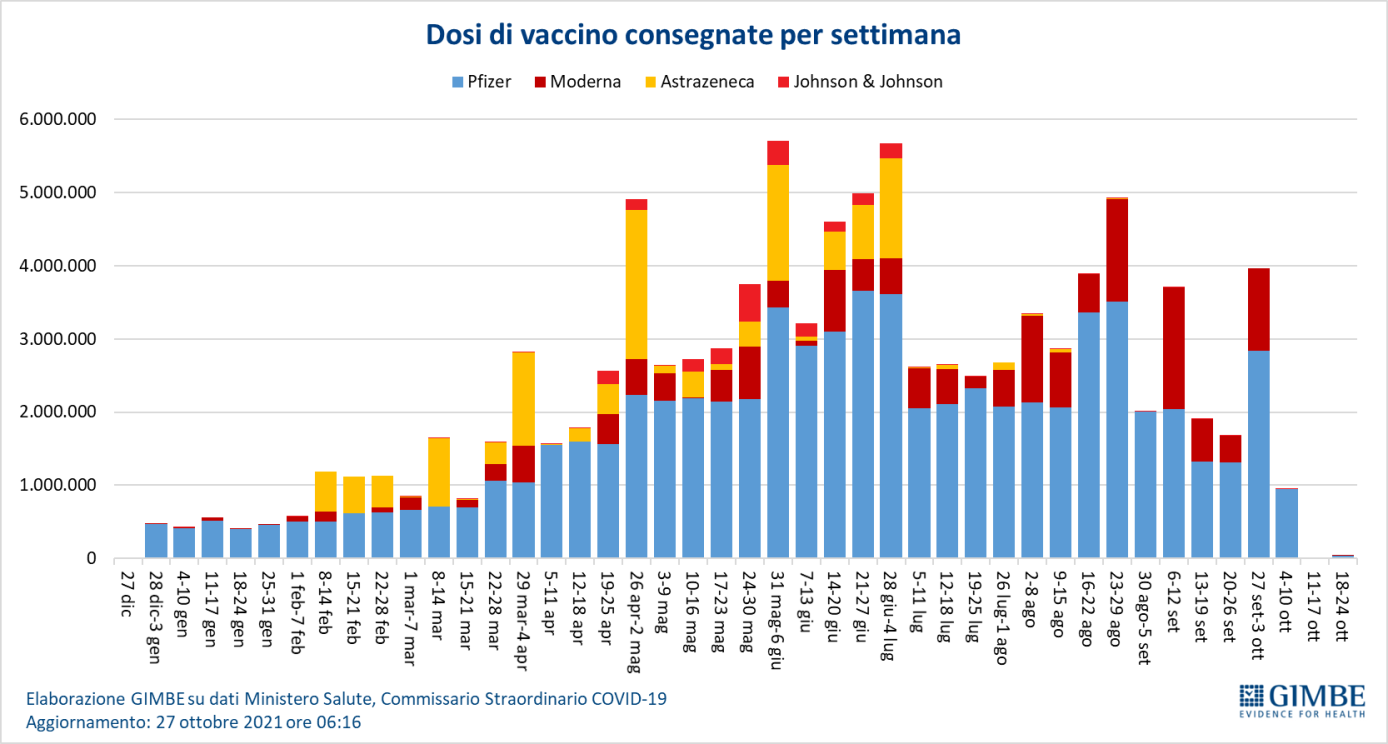 Dosi di vaccino consegnate per settimana
Pfizer Moderna Astrazeneca Johnson & Johnson
6.000.000
5.000.000
4.000.000
3.000.000
2.000.000
1.000.000
0
27 dic
28 dic-3 gen
4-10 gen
11-17 gen
18-24 gen
25-31 gen
1 feb-7 feb
8-14 feb
15-21 feb
22-28 feb
1 mar-7 mar
8-14 mar
15-21 mar
22-28 mar
29 mar-4 apr
5-11 apr
12-18 apr
19-25 apr
26 apr-2 mag
3-9 mag
10-16 mag
17-23 mag
24-30 mag
31 mag-6 giu
7-13 giu
14-20 giu
21-27 giu
28 giu-4 lug
5-11 lug
12-18 lug
19-25 lug
26 lug-1 ago
2-8 ago
9-15 ago
16-22 ago
23-29 ago
30 ago-5 set
6-12 set
13-19 set
20-26 set
27 set-3 ott
4-10 ott
11-17 ott
18-24 ott
Elaborazione GIMBE su dati Ministero Salute, Commissario Straordinario COVID-19
Aggiornamento: 27 ottobre 2021 ore 06:16
GIMBE
EVIDENCE FOR HEALTH